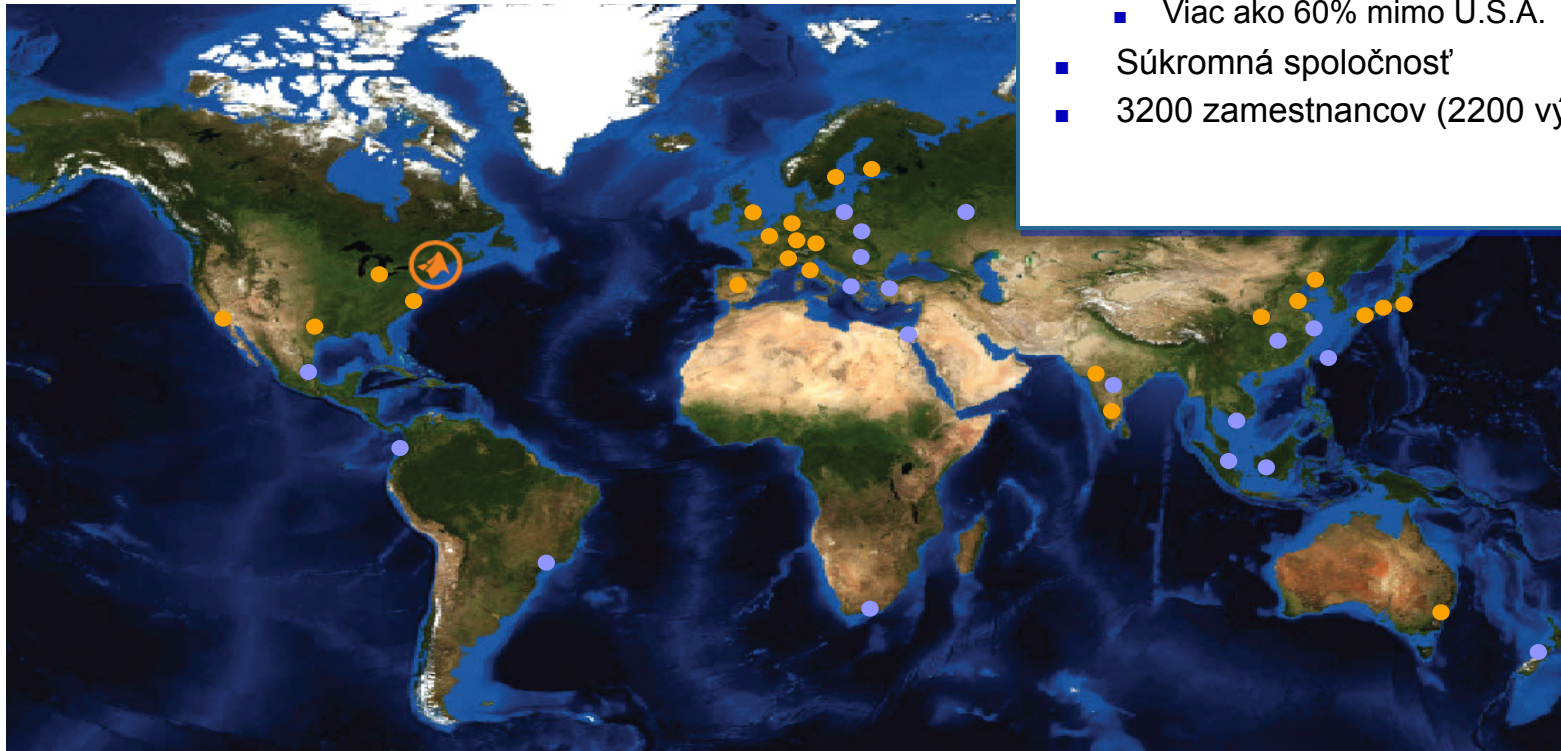 Viac ako 60% mimo U.S.A.
Súkromná spoločnosť
3200 zamestnancov (2200